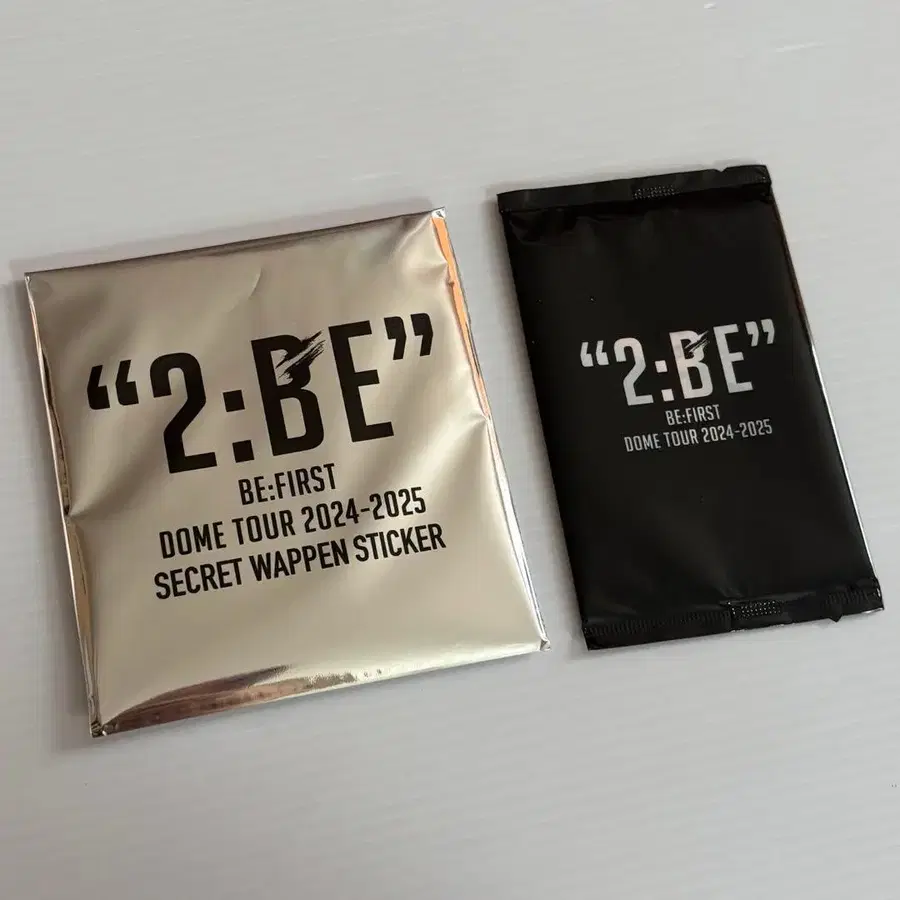 “2:BE”
BE:FIRST
DOME TOUR 2024-2025
SECRET WAPPEN STICKER
“2:BE”
BE:FIRST
DOME TOUR 2024-2025